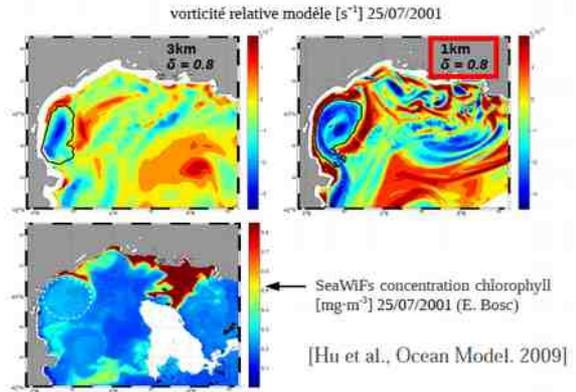 vorticité relative modèle [s⁻¹] 25/07/2001
3km
δ = 0.8
1km
δ = 0.8
SeaWiFs concentration chlorophyll
[mg·m⁻³] 25/07/2001 (E. Bosc)
[Hu et al., Ocean Model. 2009]